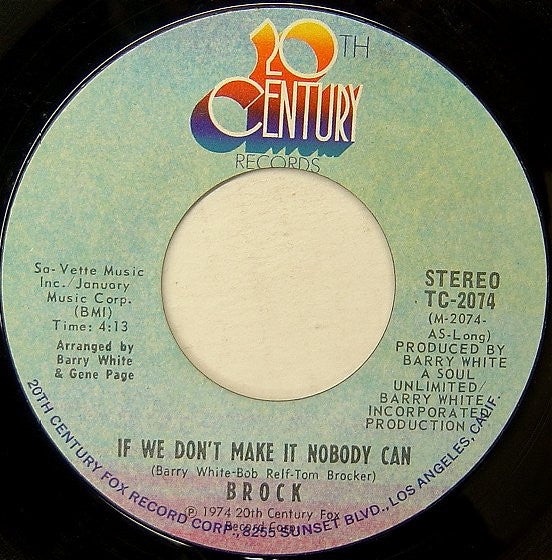 20TH
CENTURY
RECORDS
Sa-Vette Music
Inc./January
Music Corp.
(BMI)
Time: 4:13
Arranged by
Barry White
& Gene Page
STEREO
TC-2074
(M-2074-
AS-Long)
PRODUCED BY
BARRY WHITE
A SOUL
UNLIMITED/
BARRY WHITE,
INCORPORATED
PRODUCTION
IF WE DON'T MAKE IT NOBODY CAN
(Barry White-Bob Relf-Tom Brocker)
BROCK
℗ 1974 20th Century Fox
Record Corp.
20TH CENTURY FOX RECORD CORP., 8255 SUNSET BLVD., LOS ANGELES, CALIF.